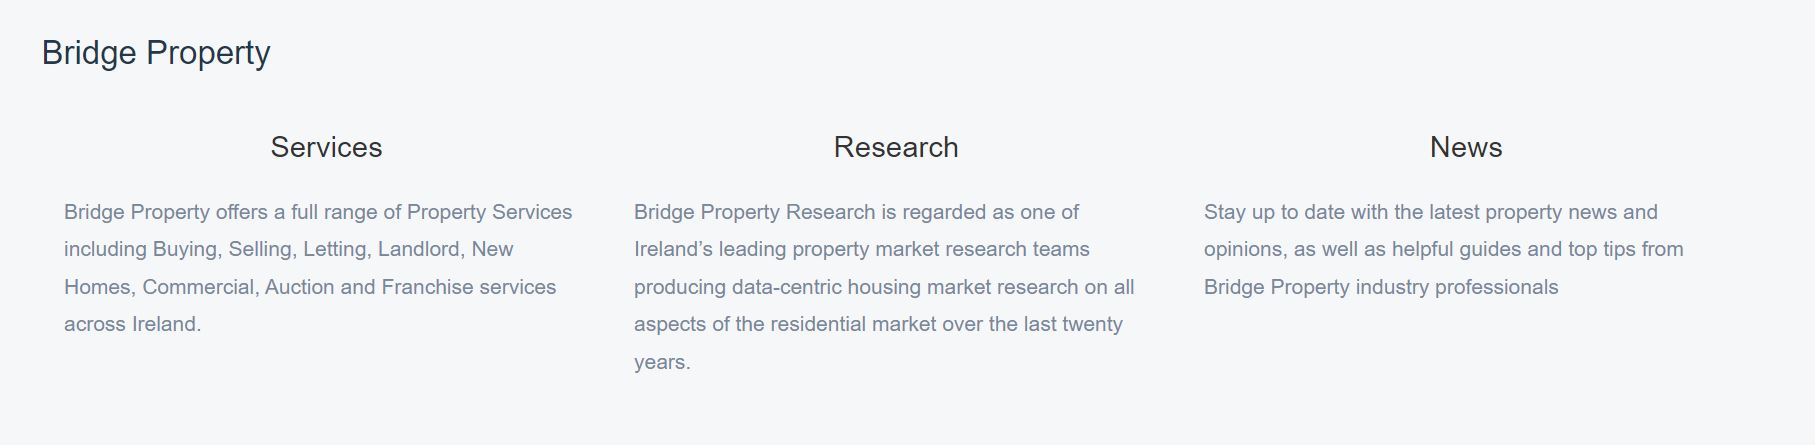 Bridge Property
Services
Bridge Property offers a full range of Property Services
including Buying, Selling, Letting, Landlord, New
Homes, Commercial, Auction and Franchise services
across Ireland.
Research
Bridge Property Research is regarded as one of
Ireland’s leading property market research teams
producing data-centric housing market research on all
aspects of the residential market over the last twenty
years.
News
Stay up to date with the latest property news and
opinions, as well as helpful guides and top tips from
Bridge Property industry professionals